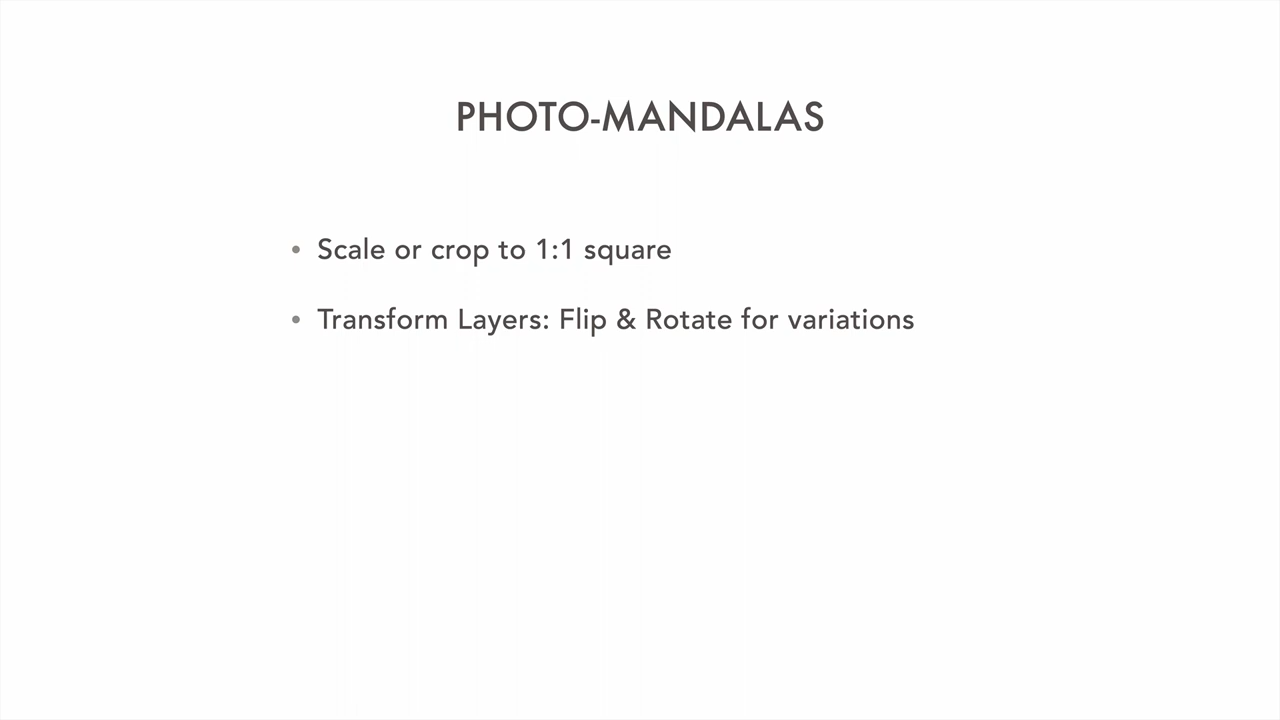 PHOTO-MANDALAS
• Scale or crop to 1:1 square
• Transform Layers: Flip & Rotate for variations